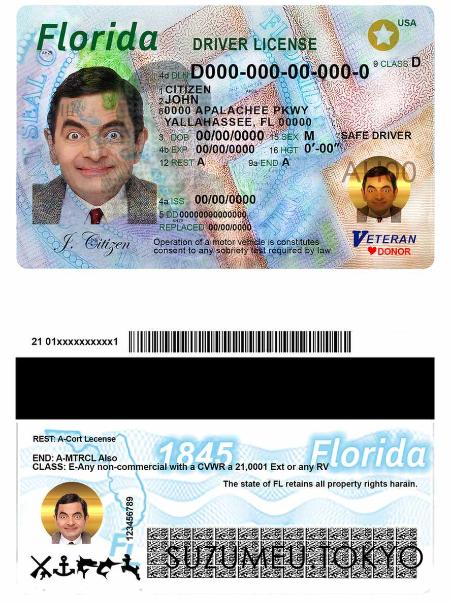 Florida
USA
DRIVER LICENSE
9 CLASS D
4d DLN D000-000-00-000-0
1 CITIZEN
2 JOHN
8 0000 APALACHEE PKWY
YALLAHASSEE, FL 00000
3. DOB 00/00/0000 15 SEX M SAFE DRIVER
4b EXP 00/00/0000 16 HGT 0'-00"
12 REST A 9a END A
4a ISS 00/00/0000
5 DD 00000000000000
REPLACED 00/00/0000
J. Citizen
Operation of a motor vehicle is constitutes
consent to any sobriety test required by law
VETERAN
DONOR
21 01xxxxxxxxxx1
REST: A-Cort Lecense
1845 Florida
END: A-MTRCL Also
CLASS: E-Any non-commercial with a CVWR a 21,0001 Ext or any RV
The state of FL retains all property rights harain.
123456789
SUZUMEU.TOKYO